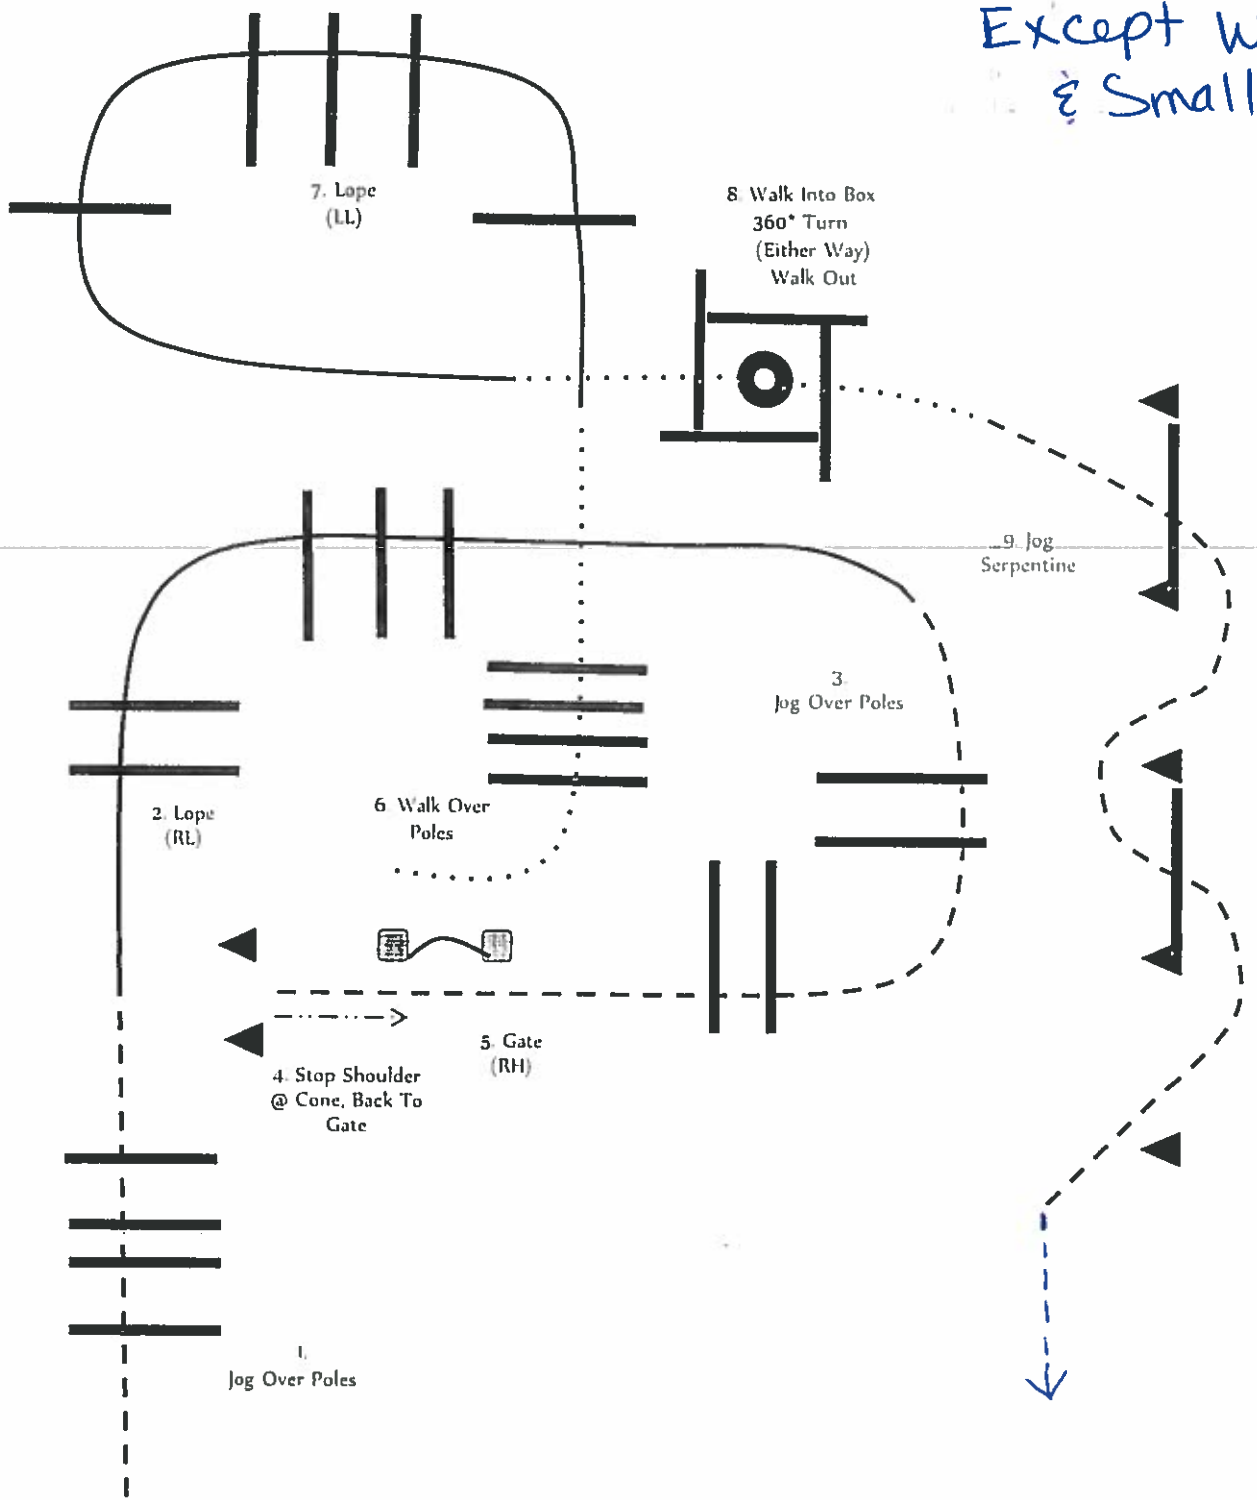 Except
& Small
7. Lope
(LL)
8. Walk Into Box
360° Turn
(Either Way)
Walk Out
9. Jog
Serpentine
3.
Jog Over Poles
2. Lope
(RL)
6. Walk Over
Poles
5. Gate
(RH)
4. Stop Shoulder
@ Cone, Back To
Gate
1.
Jog Over Poles